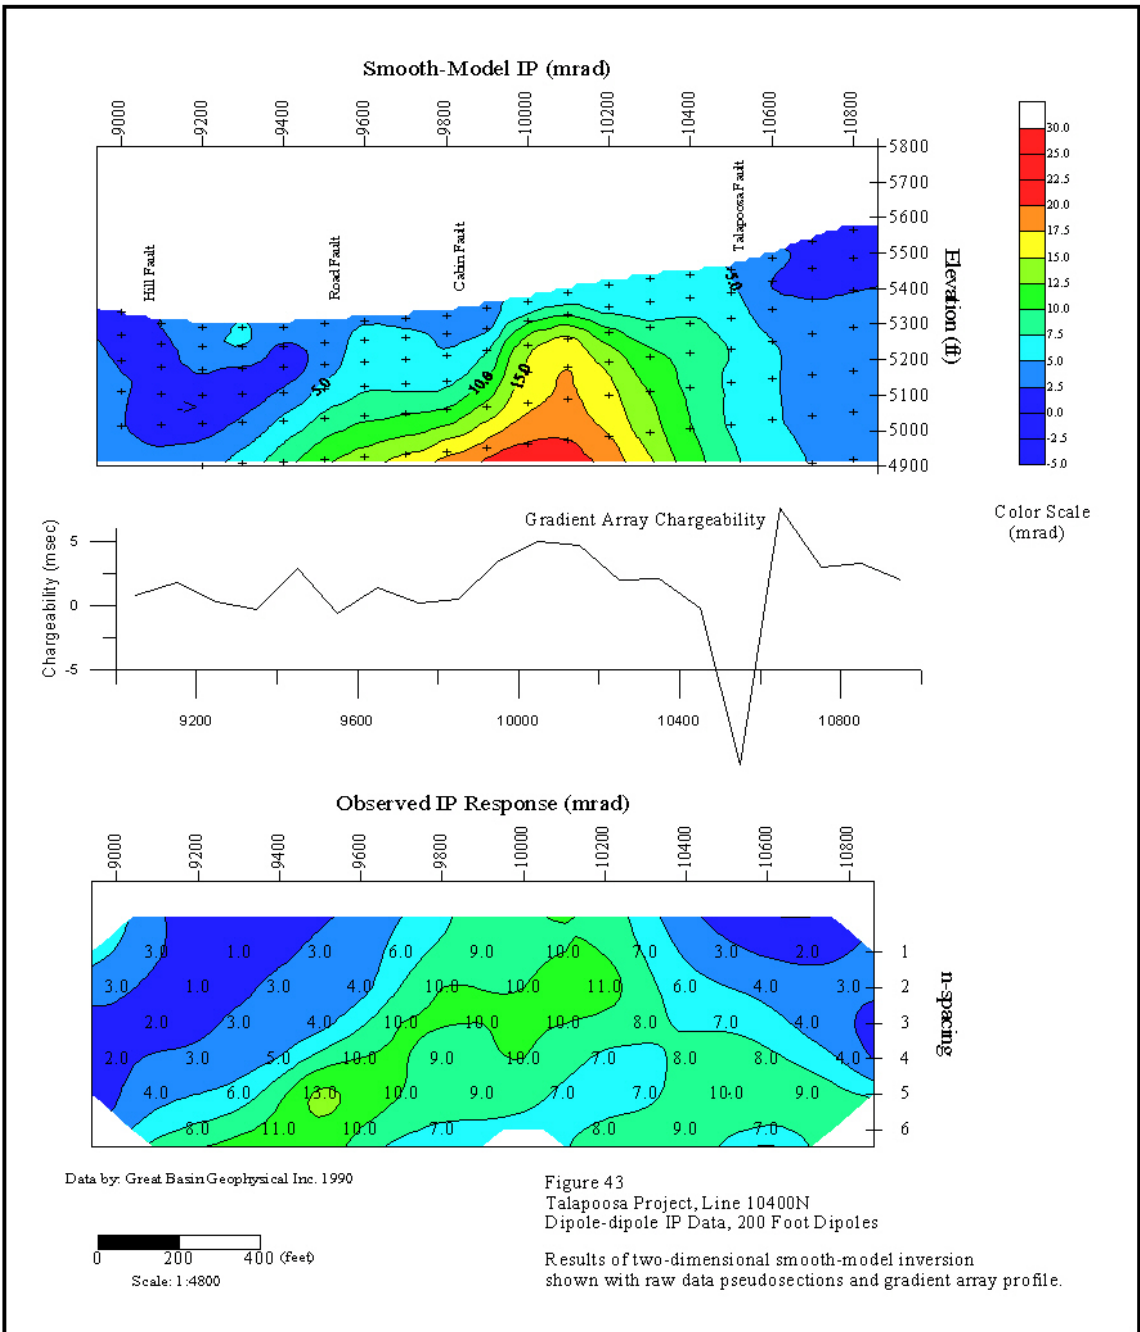 Smooth-Model IP (mrad)
9000 9200 9400 9600 9800 10000 10200 10400 10600 10800
5800
5700
5600
5500
5400
5300
5200
5100
5000
4900
Elevation (ft)
Hill Fault
Road Fault
Cabin Fault
Talapoosa Fault
5.0
10.0
15.0
->
30.0
25.0
22.5
20.0
17.5
15.0
12.5
10.0
7.5
5.0
2.5
0.0
-2.5
-5.0
Color Scale
(mrad)
Gradient Array Chargeability
Chargeability (msec)
5
0
-5
9200 9600 10000 10400 10800
Observed IP Response (mrad)
9000 9200 9400 9600 9800 10000 10200 10400 10600 10800
3.0 1.0 3.0 6.0 9.0 10.0 7.0 3.0 2.0 1
3.0 1.0 3.0 4.0 10.0 10.0 11.0 6.0 4.0 3.0 2
2.0 3.0 4.0 10.0 10.0 10.0 8.0 7.0 4.0 3
2.0 3.0 5.0 10.0 9.0 10.0 7.0 8.0 8.0 4.0 4
4.0 6.0 13.0 10.0 9.0 7.0 7.0 10.0 9.0 5
8.0 11.0 10.0 7.0 8.0 9.0 7.0 6
n-spacing
Data by: Great Basin Geophysical Inc. 1990
0 200 400 (feet)
Scale: 1:4800
Figure 43
Talapoosa Project, Line 10400N
Dipole-dipole IP Data, 200 Foot Dipoles
Results of two-dimensional smooth-model inversion
shown with raw data pseudosections and gradient array profile.